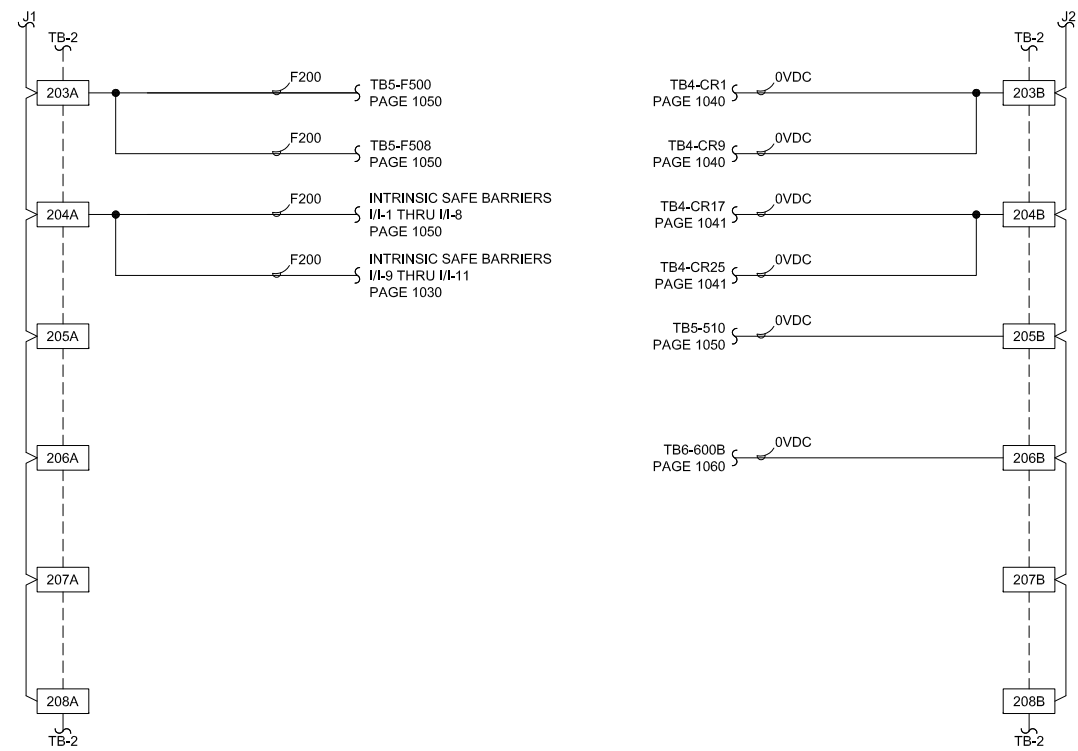 J1
J2
TB-2
TB-2
203A
F200
TB5-F500
PAGE 1050
TB4-CR1
PAGE 1040
0VDC
203B
F200
TB5-F508
PAGE 1050
TB4-CR9
PAGE 1040
0VDC
204A
F200
INTRINSIC SAFE BARRIERS
I/I-1 THRU I/I-8
PAGE 1050
TB4-CR17
PAGE 1041
0VDC
204B
F200
INTRINSIC SAFE BARRIERS
I/I-9 THRU I/I-11
PAGE 1030
TB4-CR25
PAGE 1041
0VDC
205A
TB5-510
PAGE 1050
0VDC
205B
206A
TB6-600B
PAGE 1060
0VDC
206B
207A
207B
208A
208B
TB-2
TB-2